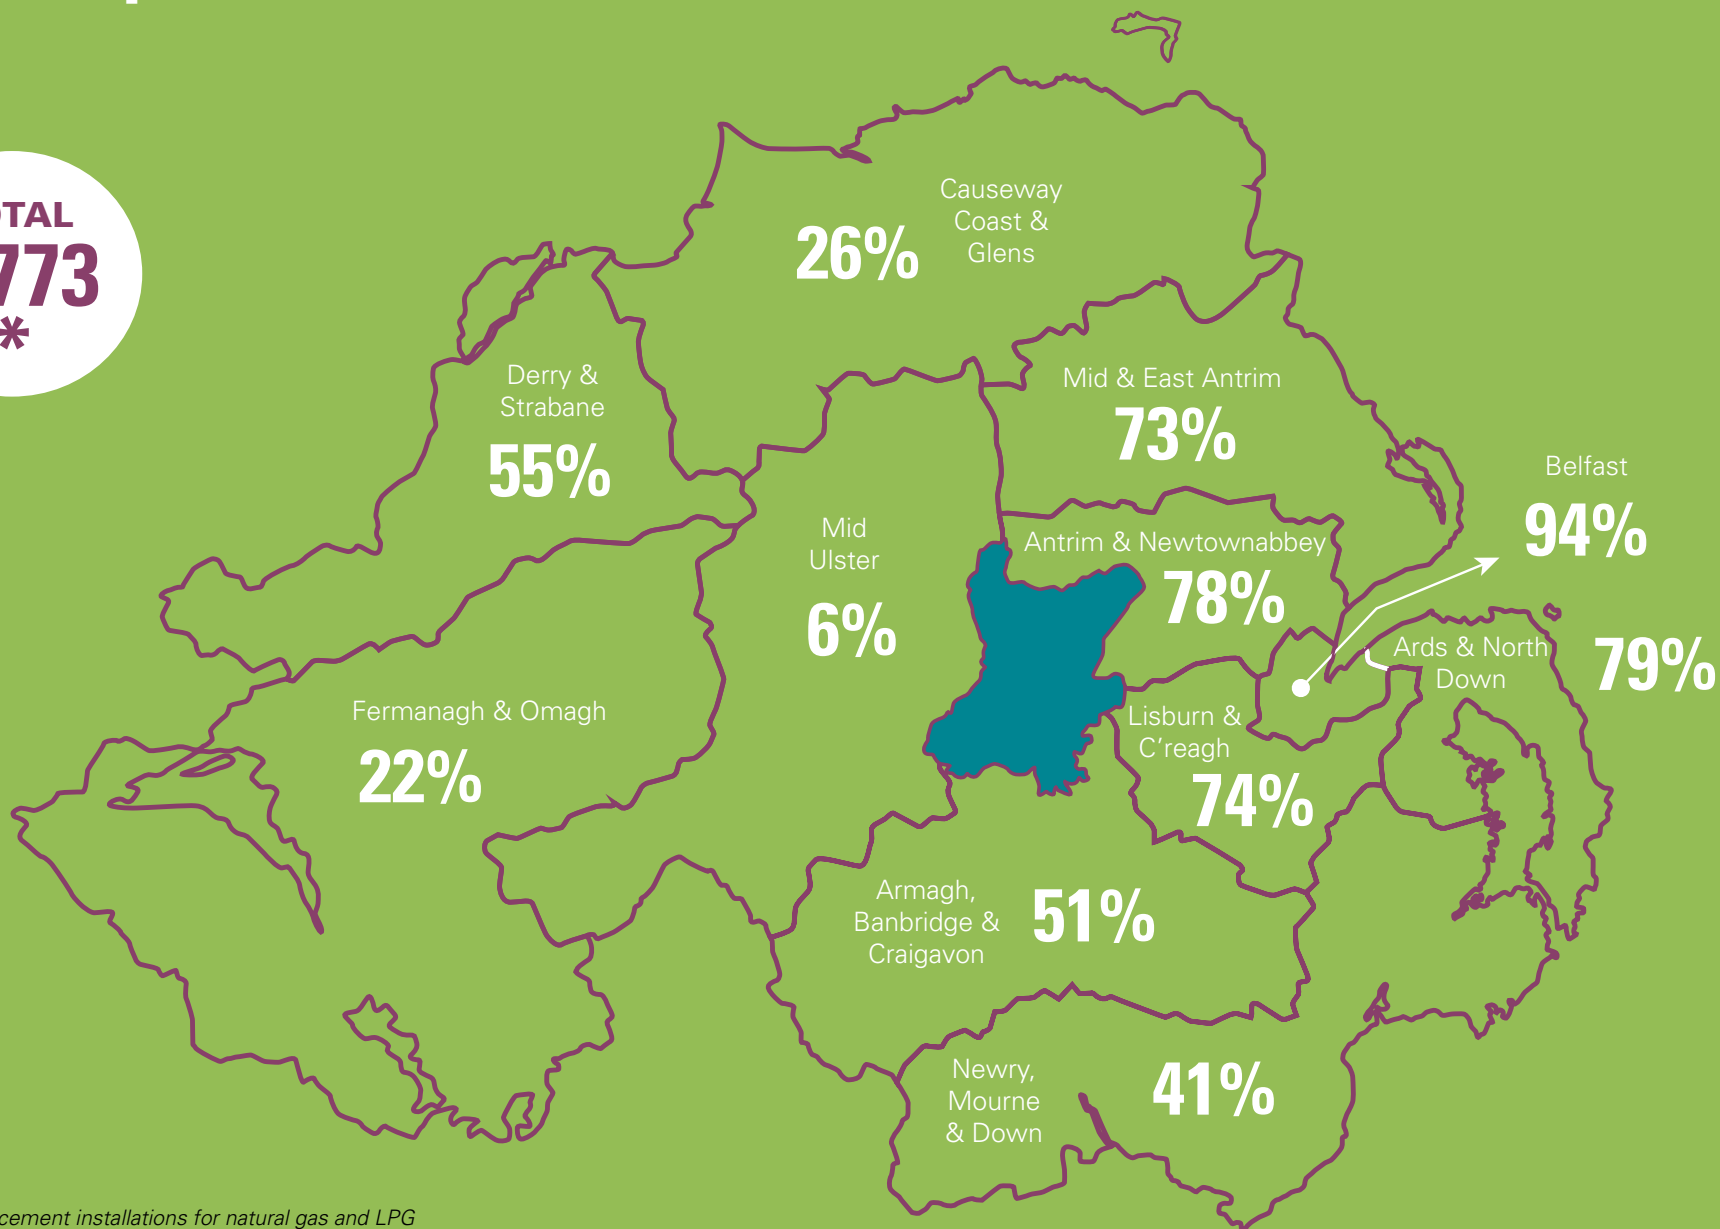 773
*
Causeway
Coast &
Glens
26%
Derry &
Strabane
55%
Mid & East Antrim
73%
Belfast
94%
Mid
Ulster
6%
Antrim & Newtownabbey
78%
Ards & North
Down
79%
Fermanagh & Omagh
22%
Lisburn &
C'reagh
74%
Armagh,
Banbridge &
Craigavon
51%
Newry,
Mourne
& Down
41%
installations for natural gas and LPG